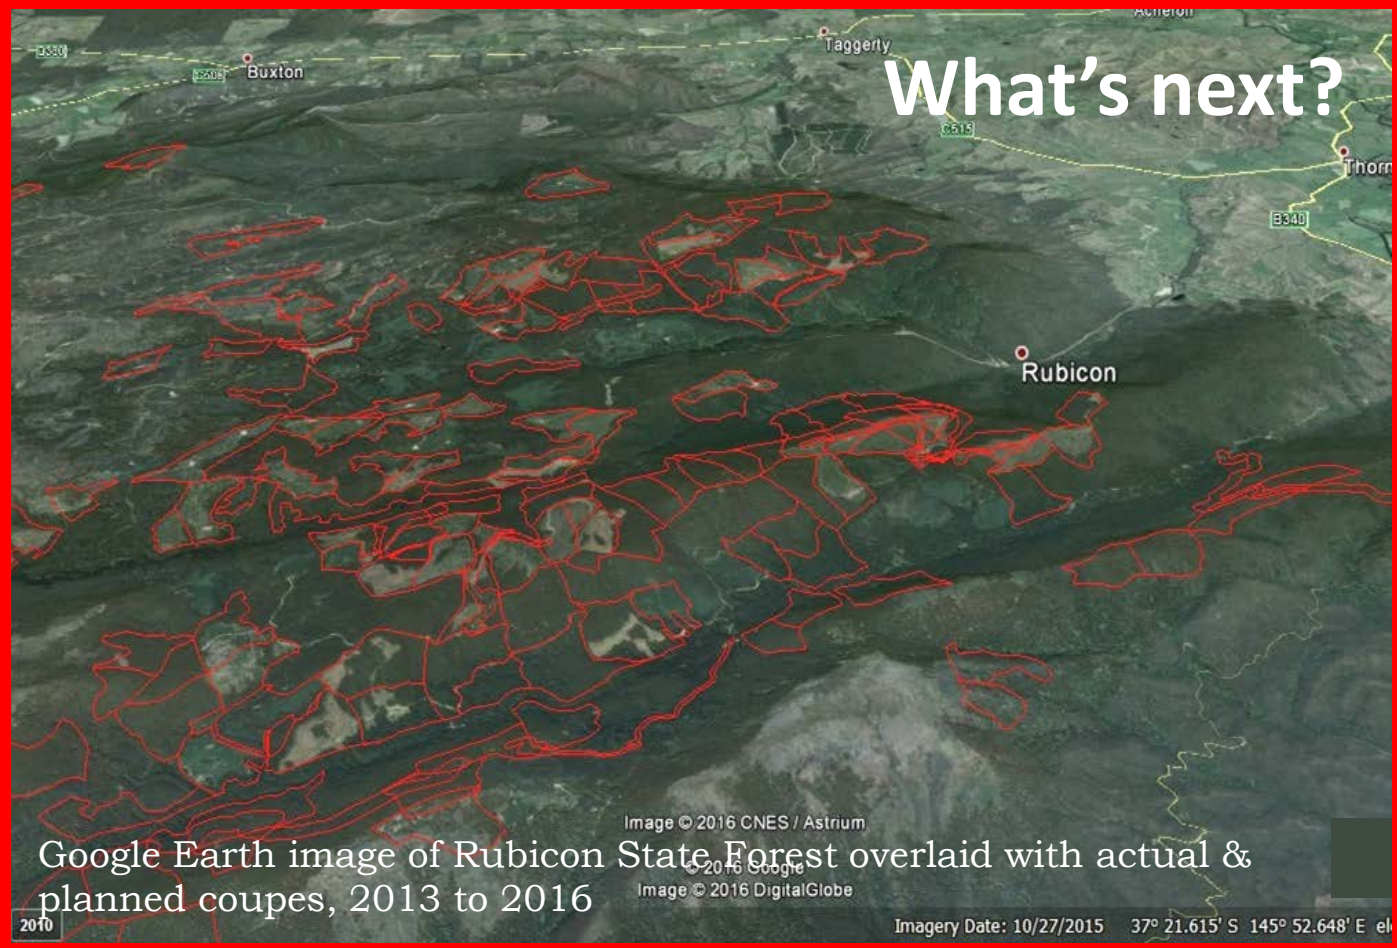 Acheron
B360
Buxton
C508
Taggerty
What's next?
C515
Thorn
B340
Rubicon
Image © 2016 CNES / Astrium
Google Earth image of Rubicon State Forest overlaid with actual &
© 2016 Google
planned coupes, 2013 to 2016
Image © 2016 DigitalGlobe
2010
Imagery Date: 10/27/2015 37° 21.615' S 145° 52.648' E el